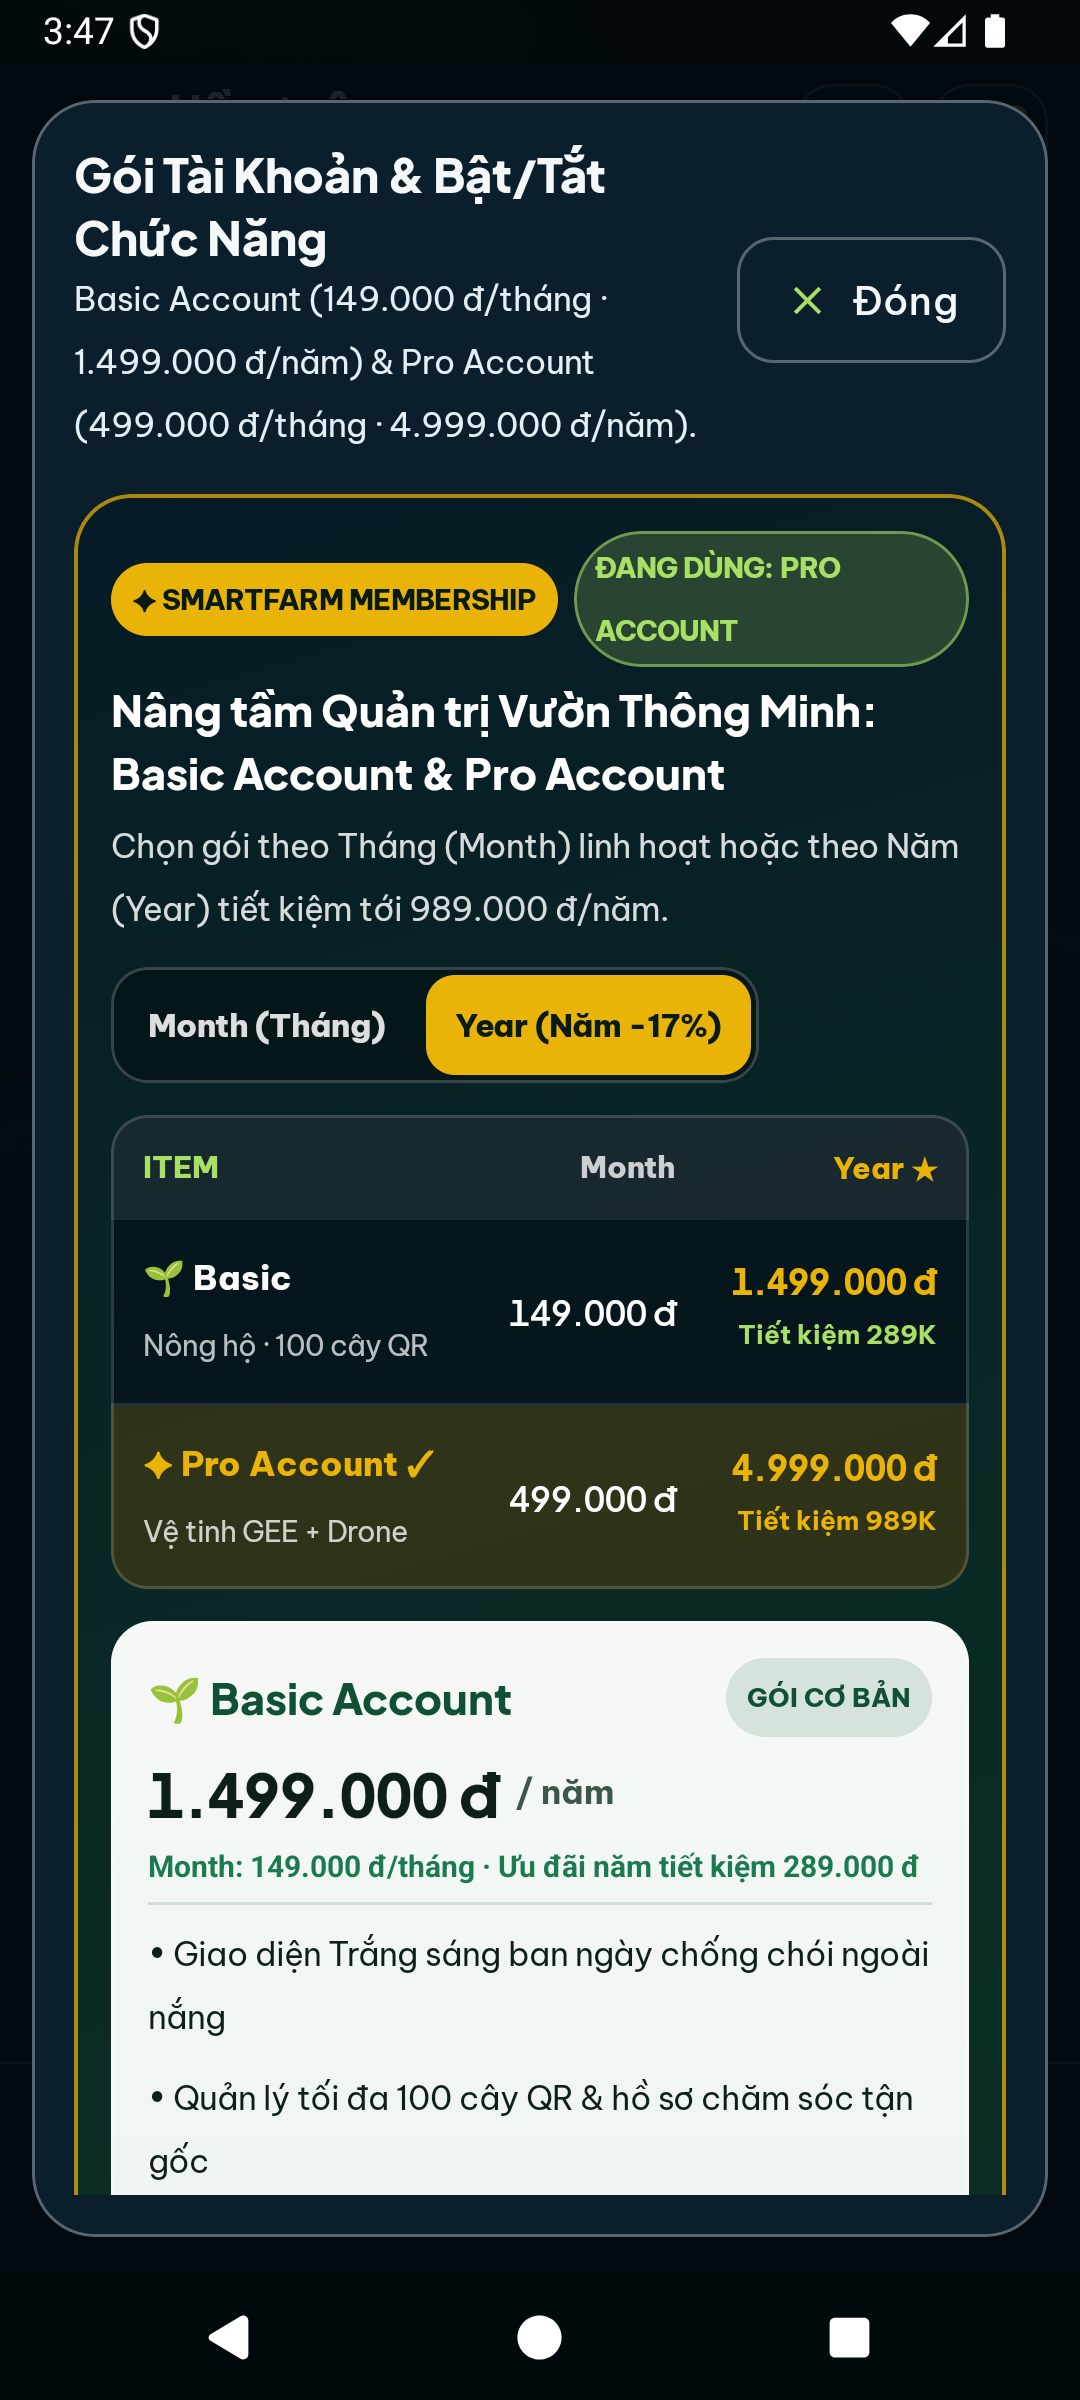 3:47
Gói Tài Khoản & Bật/Tắt
Chức Năng
Basic Account (149.000 đ/tháng ·
1.499.000 đ/năm) & Pro Account
(499.000 đ/tháng · 4.999.000 đ/năm).
× Đóng
✦ SMARTFARM MEMBERSHIP
ĐANG DÙNG: PRO
ACCOUNT
Nâng tầm Quản trị Vườn Thông Minh:
Basic Account & Pro Account
Chọn gói theo Tháng (Month) linh hoạt hoặc theo Năm
(Year) tiết kiệm tới 989.000 đ/năm.
Month (Tháng)
Year (Năm -17%)
ITEM Month Year ★
🌱 Basic
Nông hộ · 100 cây QR
149.000 đ
1.499.000 đ
Tiết kiệm 289K
✦ Pro Account ✓
Vệ tinh GEE + Drone
499.000 đ
4.999.000 đ
Tiết kiệm 989K
🌱 Basic Account
GÓI CƠ BẢN
1.499.000 đ / năm
Month: 149.000 đ/tháng · Ưu đãi năm tiết kiệm 289.000 đ
• Giao diện Trắng sáng ban ngày chống chói ngoài
nắng
• Quản lý tối đa 100 cây QR & hồ sơ chăm sóc tận
gốc